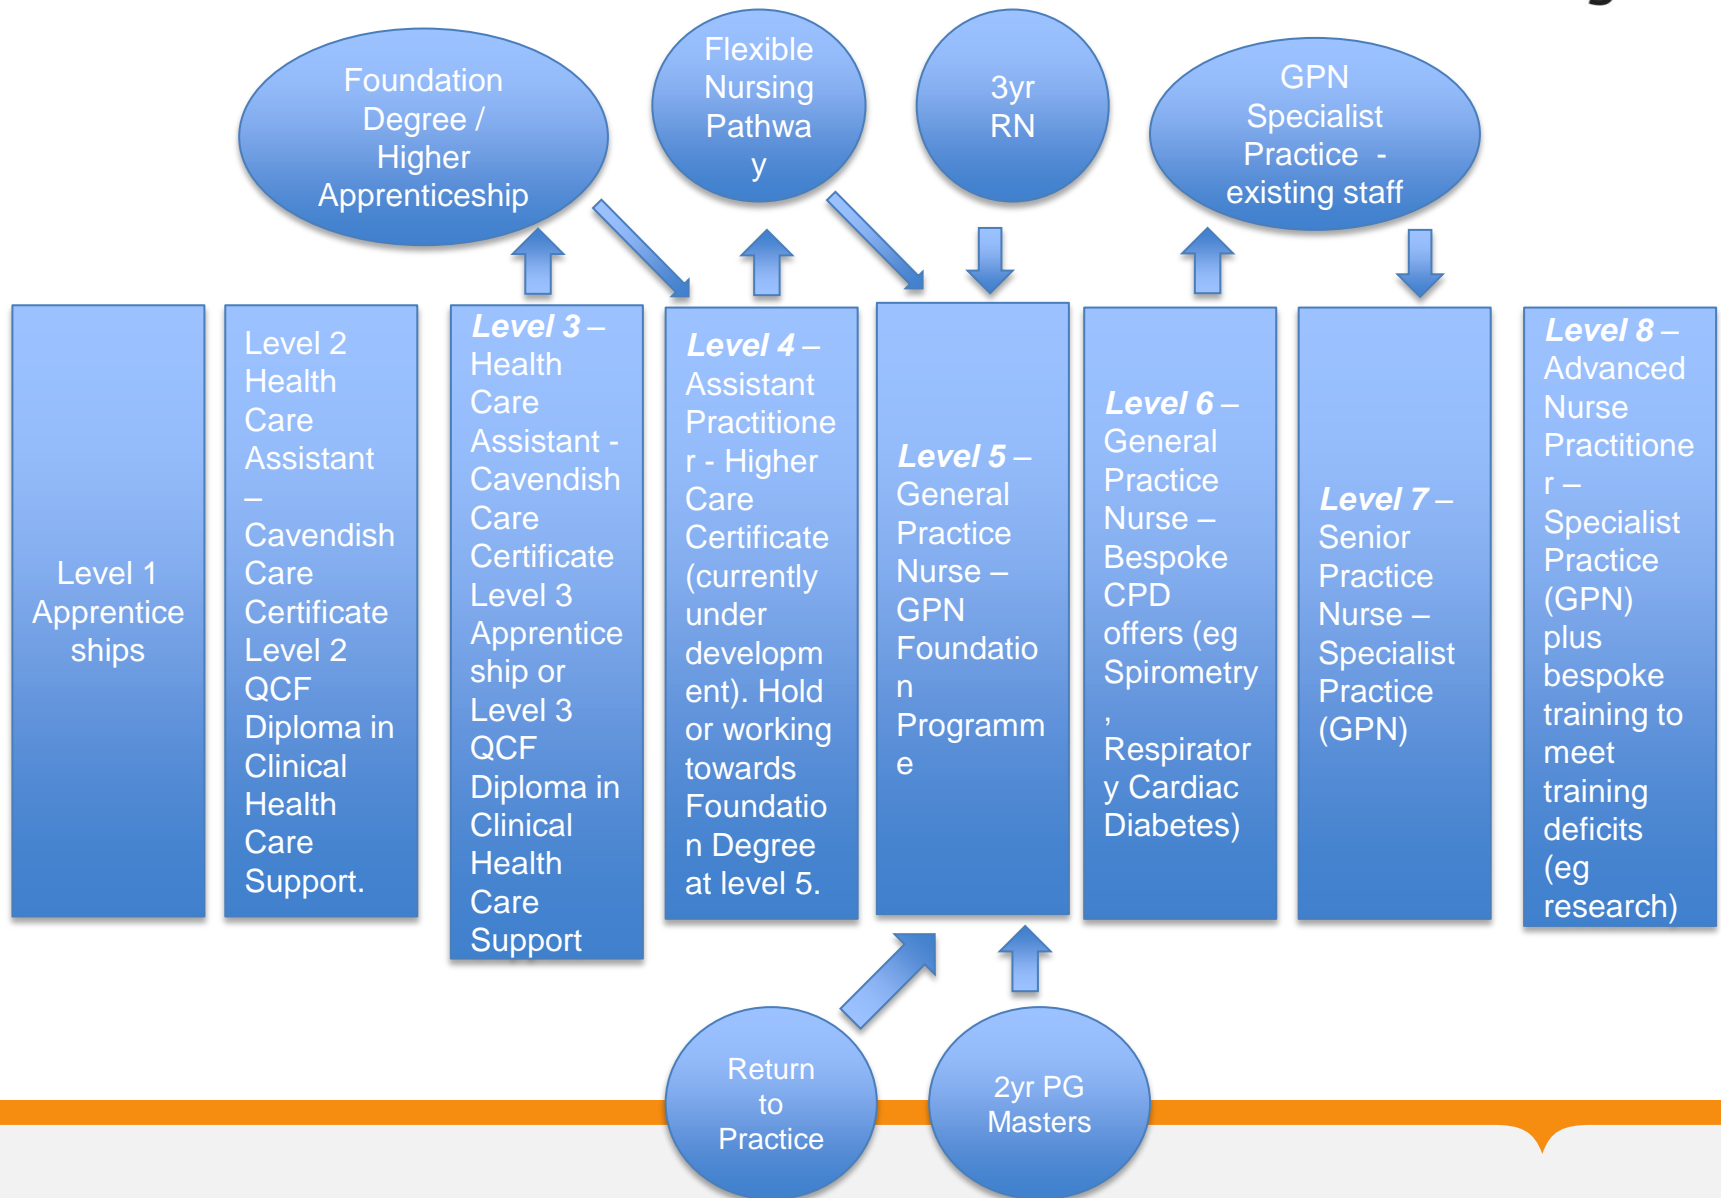 Foundation
Degree /
Higher
Apprenticeship
Flexible
Nursing
Pathwa
y
3yr
RN
GPN
Specialist
Practice -
existing staff
Level 1
Apprentice
ships
Level 2
Health
Care
Assistant
–
Cavendish
Care
Certificate
Level 2
QCF
Diploma in
Clinical
Health
Care
Support.
Level 3 –
Health
Care
Assistant -
Cavendish
Care
Certificate
Level 3
Apprentice
ship or
Level 3
QCF
Diploma in
Clinical
Health
Care
Support
Level 4 –
Assistant
Practitione
r - Higher
Care
Certificate
(currently
under
developm
ent). Hold
or working
towards
Foundatio
n Degree
at level 5.
Level 5 –
General
Practice
Nurse –
GPN
Foundatio
n
Programm
e
Level 6 –
General
Practice
Nurse –
Bespoke
CPD
offers (eg
Spirometry
,
Respirator
y Cardiac
Diabetes)
Level 7 –
Senior
Practice
Nurse –
Specialist
Practice
(GPN)
Level 8 –
Advanced
Nurse
Practitione
r –
Specialist
Practice
(GPN)
plus
bespoke
training to
meet
training
deficits
(eg
research)
Return
to
Practice
2yr PG
Masters